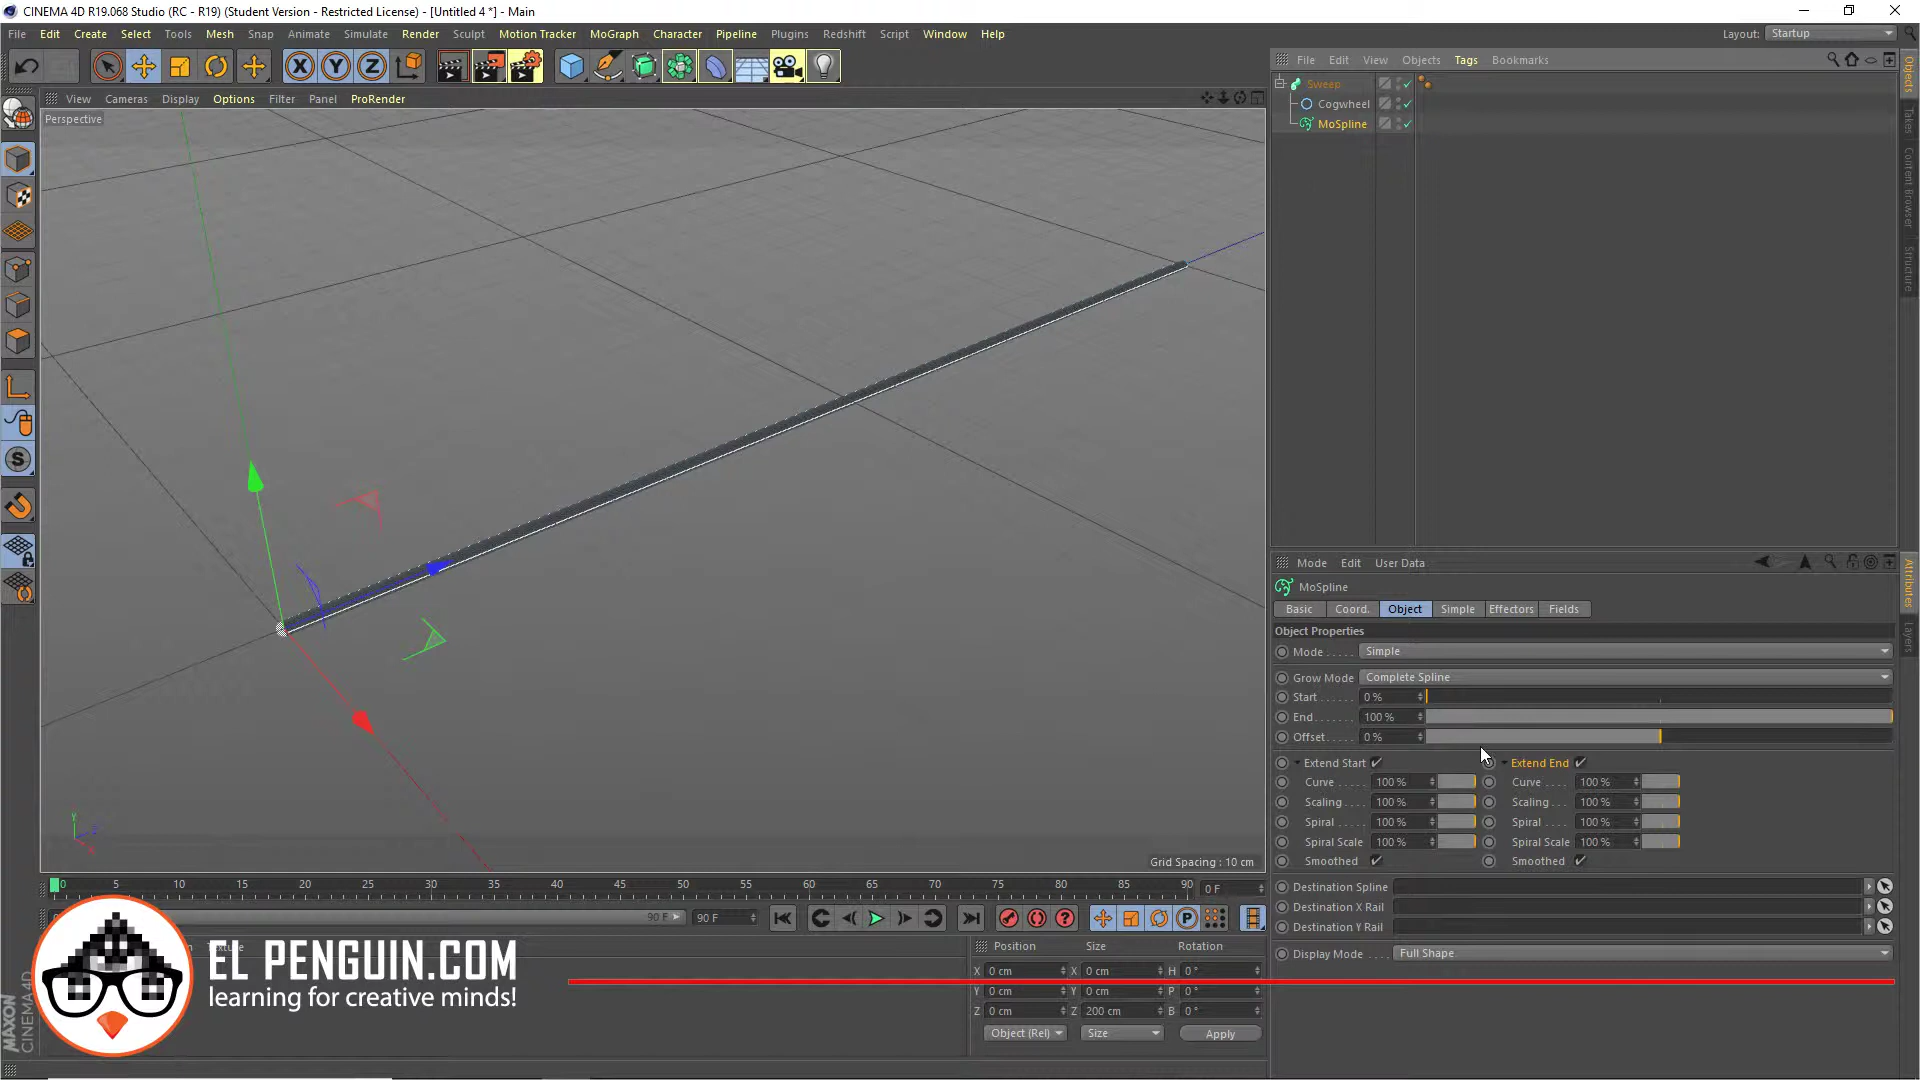 CINEMA 4D R19.068 Studio (RC - R19) (Student Version - Restricted License) - [Untitled 4 *] - Main
File Edit Create Select Tools Mesh Snap Animate Simulate Render Sculpt Motion Tracker MoGraph Character Pipeline Plugins Redshift Script Window Help
Layout: Startup
File Edit View Objects Tags Bookmarks
View Cameras Display Options Filter Panel ProRender
Perspective
Sweep
Cogwheel
MoSpline
Objects
Takes
Content Browser
Structure
Attributes
Layers
Mode Edit User Data
MoSpline
Basic Coord. Object Simple Effectors Fields
Object Properties
Mode . . . . . Simple
Grow Mode Complete Spline
Start . . . . . . 0 %
End . . . . . . . 100 %
Offset . . . . . 0 %
Extend Start Extend End
Curve . . . . . 100 % Curve . . . . 100 %
Scaling . . . . 100 % Scaling . . . 100 %
Spiral . . . . . 100 % Spiral . . . . 100 %
Spiral Scale 100 % Spiral Scale 100 %
Smoothed Smoothed
Destination Spline
Destination X Rail
Destination Y Rail
Display Mode . . . . Full Shape
Grid Spacing : 10 cm
0 5 10 15 20 25 30 35 40 45 50 55 60 65 70 75 80 85 90 0 F
90 F 90 F
Texture
Position Size Rotation
X 0 cm X 0 cm H 0 °
Y 0 cm Y 0 cm P 0 °
Z 0 cm Z 200 cm B 0 °
Object (Rel) Size Apply
EL PENGUIN.COM
learning for creative minds!
MAXON
CINEMA 4D